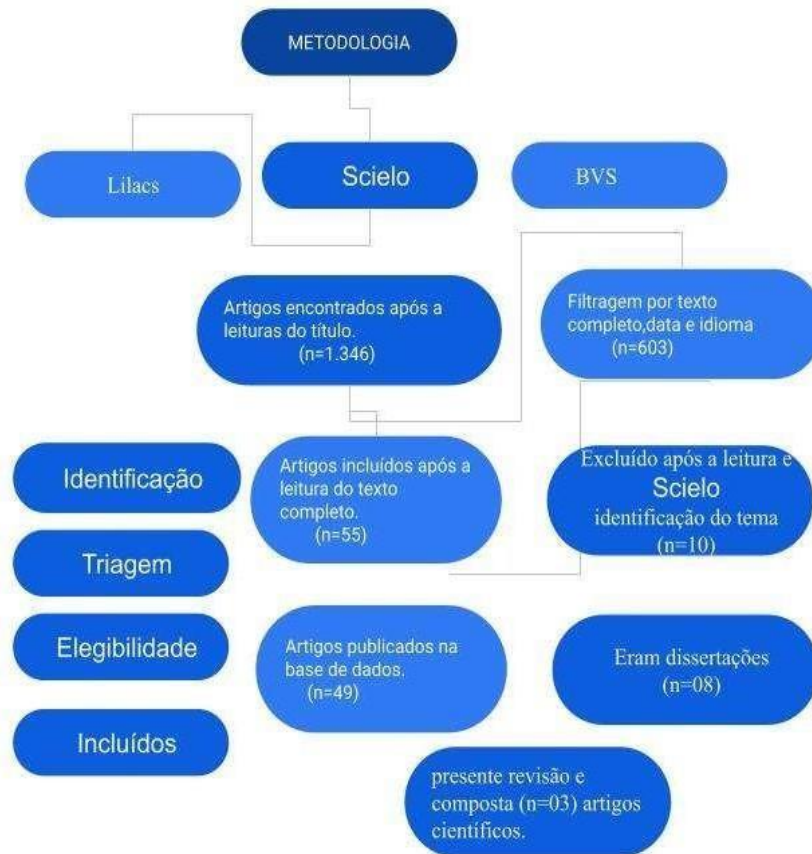 METODOLOGIA
Lilacs
Scielo
BVS
Artigos encontrados após a
leituras do título.
(n=1.346)
Filtragem por texto
completo,data e idioma
(n=603)
Identificação
Triagem
Elegibilidade
Incluídos
Artigos incluídos após a
leitura do texto
completo.
(n=55)
Excluído após a leitura e
Scielo
identificação do tema
(n=10)
Artigos publicados na
base de dados.
(n=49)
Eram dissertações
(n=08)
presente revisão e
composta (n=03) artigos
científicos.